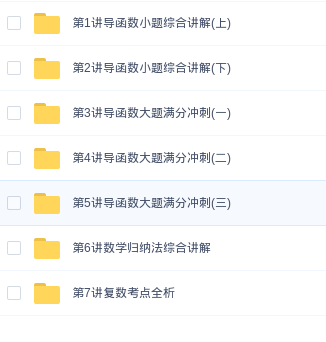 第1讲导函数小题综合讲解(上)
第2讲导函数小题综合讲解(下)
第3讲导函数大题满分冲刺(一)
第4讲导函数大题满分冲刺(二)
第5讲导函数大题满分冲刺(三)
第6讲数学归纳法综合讲解
第7讲复数考点全析